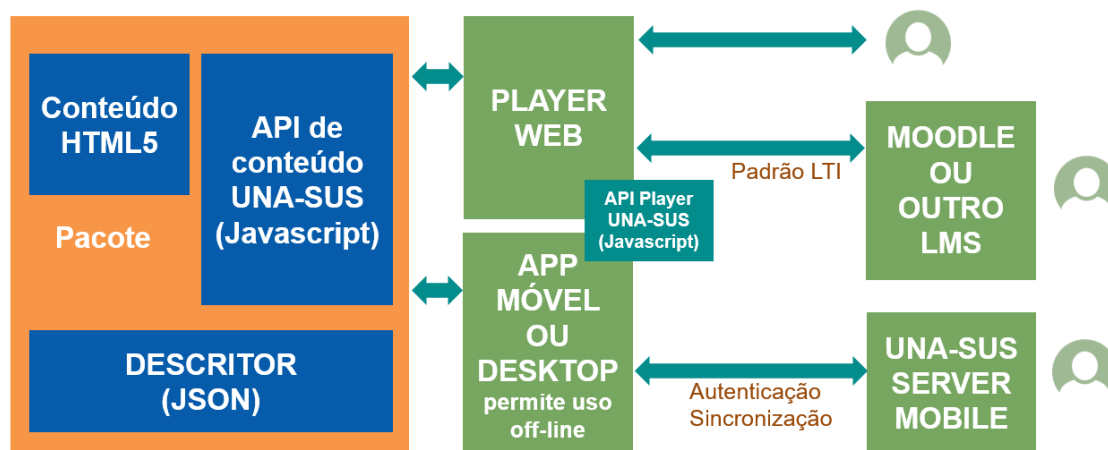 Conteúdo
HTML5
API de
conteúdo
UNA-SUS
(Javascript)
Pacote
DESCRITOR
(JSON)
PLAYER
WEB
API Player
UNA-SUS
(Javascript)
APP
MÓVEL
OU
DESKTOP
permite uso
off-line
Padrão LTI
MOODLE
OU
OUTRO
LMS
Autenticação
Sincronização
UNA-SUS
SERVER
MOBILE